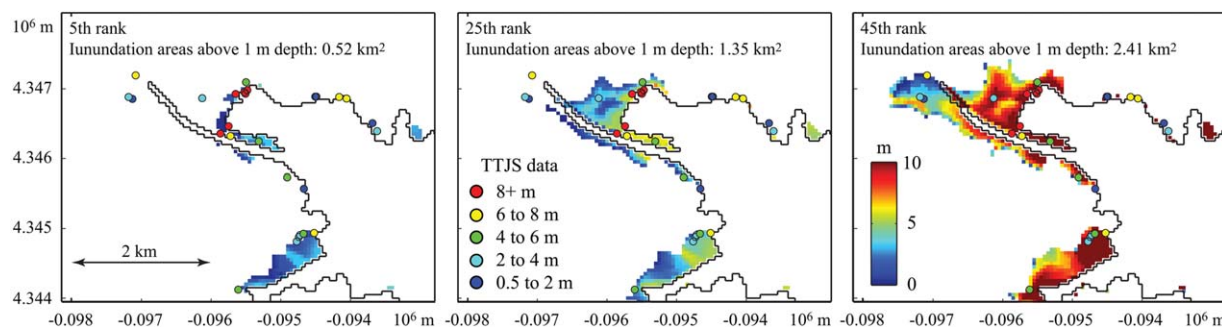 10⁶ m
5th rank
Iunundation areas above 1 m depth: 0.52 km²
25th rank
Iunundation areas above 1 m depth: 1.35 km²
45th rank
Iunundation areas above 1 m depth: 2.41 km²
4.347
4.346
4.345
4.344
2 km
TTJS data
8+ m
6 to 8 m
4 to 6 m
2 to 4 m
0.5 to 2 m
m
10
5
0
-0.098 -0.097 -0.096 -0.095 -0.094 10⁶ m
-0.098 -0.097 -0.096 -0.095 -0.094 10⁶ m
-0.098 -0.097 -0.096 -0.095 -0.094 10⁶ m